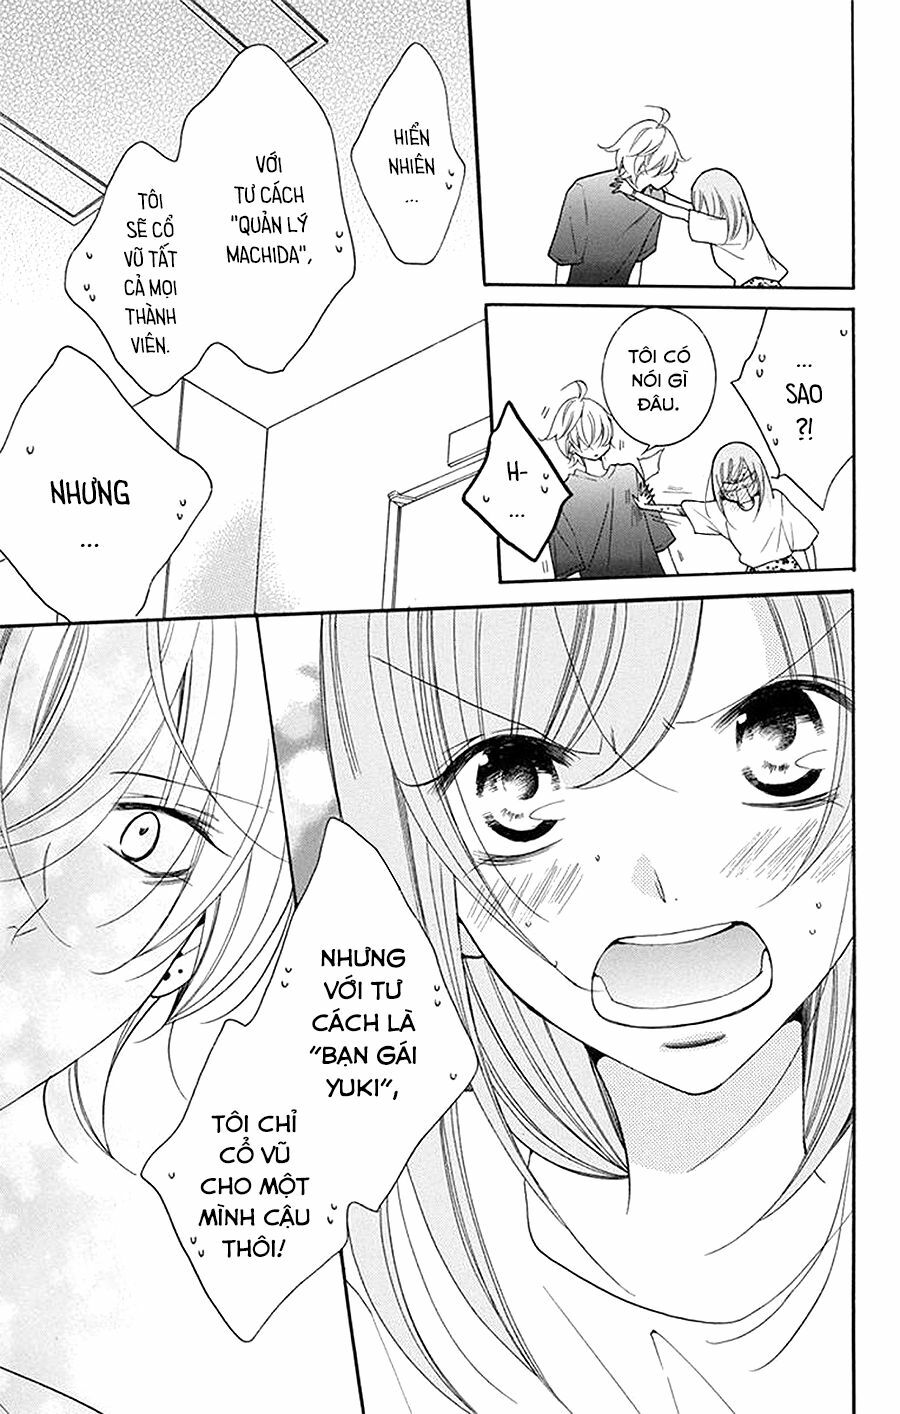 ...
SAO
?!
TÔI CÓ
NÓI GÌ
ĐÂU.
H-
...
HIỂN
NHIÊN
...
VỚI
TƯ CÁCH
"QUẢN LÝ
MACHIDA",
TÔI
SẼ CỔ
VŨ TẤT
CẢ MỌI
THÀNH
VIÊN.
NHƯNG
...
NHƯNG
VỚI TƯ
CÁCH LÀ
"BẠN GÁI
YUKI",
TÔI CHỈ
CỔ VŨ
CHO MỘT
MÌNH CẬU
THÔI!